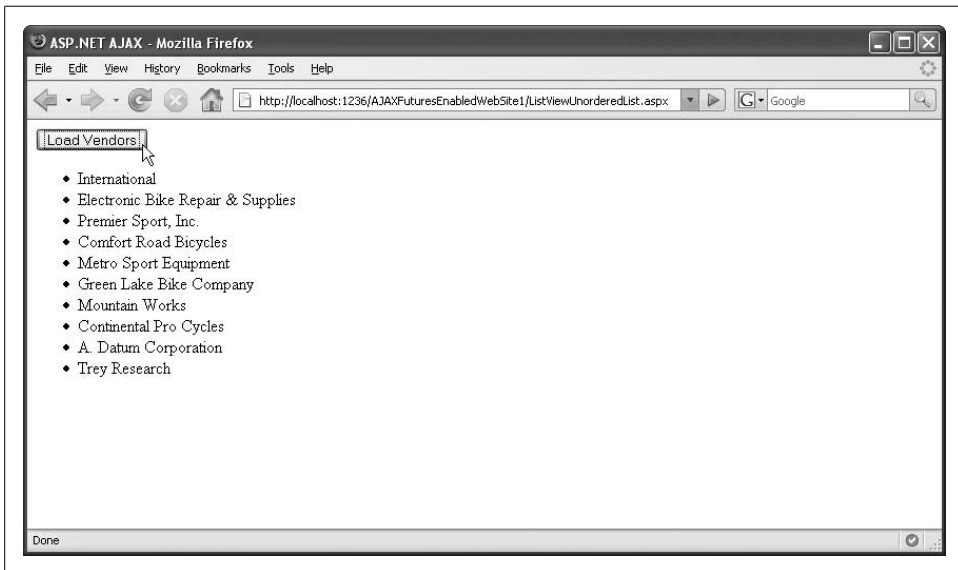 ASP.NET AJAX - Mozilla Firefox
File Edit View History Bookmarks Tools Help
http://localhost:1236/AJAXFuturesEnabledWebSite1/ListViewUnorderedList.aspx G Google
Load Vendors
• International
• Electronic Bike Repair & Supplies
• Premier Sport, Inc.
• Comfort Road Bicycles
• Metro Sport Equipment
• Green Lake Bike Company
• Mountain Works
• Continental Pro Cycles
• A. Datum Corporation
• Trey Research
Done